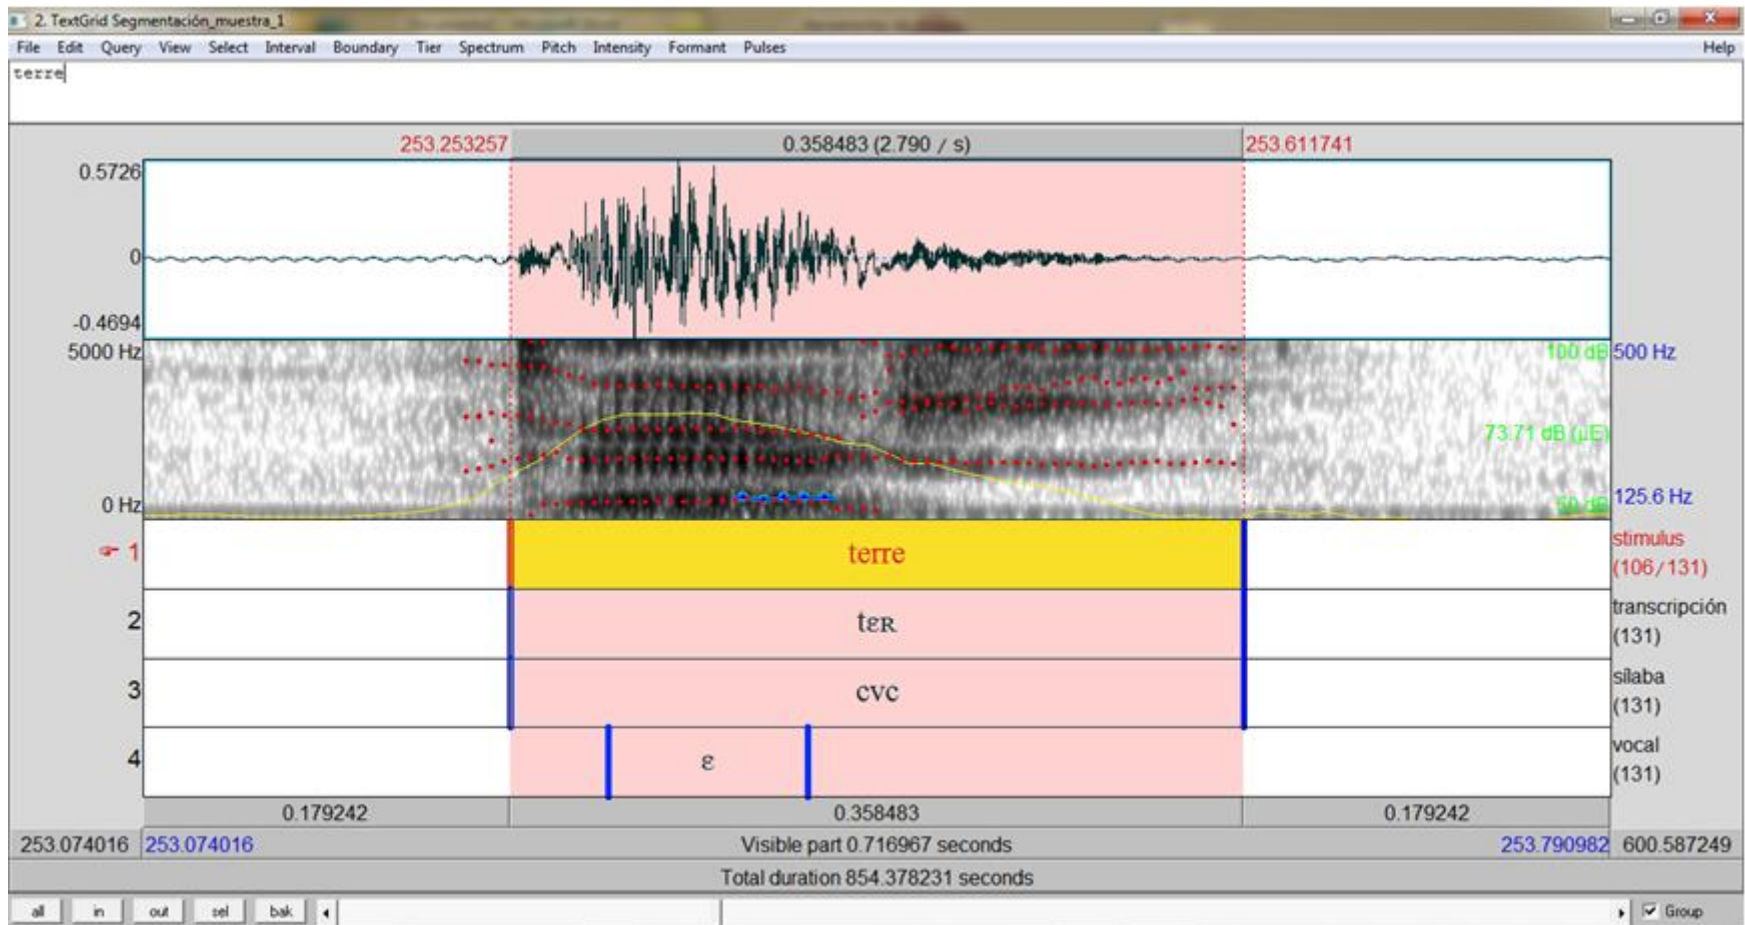 2. TextGrid Segmentación_muestra_1
File Edit Query View Select Interval Boundary Tier Spectrum Pitch Intensity Formant Pulses Help
terre
253.253257 0.358483 (2.790 / s) 253.611741
0.5726
0
-0.4694
5000 Hz 100 dB 500 Hz
73.71 dB (µE)
0 Hz 50 dB 125.6 Hz
☞ 1 terre stimulus
(106/131)
2 tɛʀ transcripción
(131)
3 cvc sílaba
(131)
4 ɛ vocal
(131)
0.179242 0.358483 0.179242
253.074016 253.074016 Visible part 0.716967 seconds 253.790982 600.587249
Total duration 854.378231 seconds
all in out sel bak Group